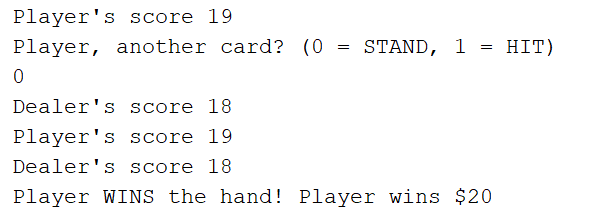 Player's score 19
Player, another card? (0 = STAND, 1 = HIT)
0
Dealer's score 18
Player's score 19
Dealer's score 18
Player WINS the hand! Player wins $20